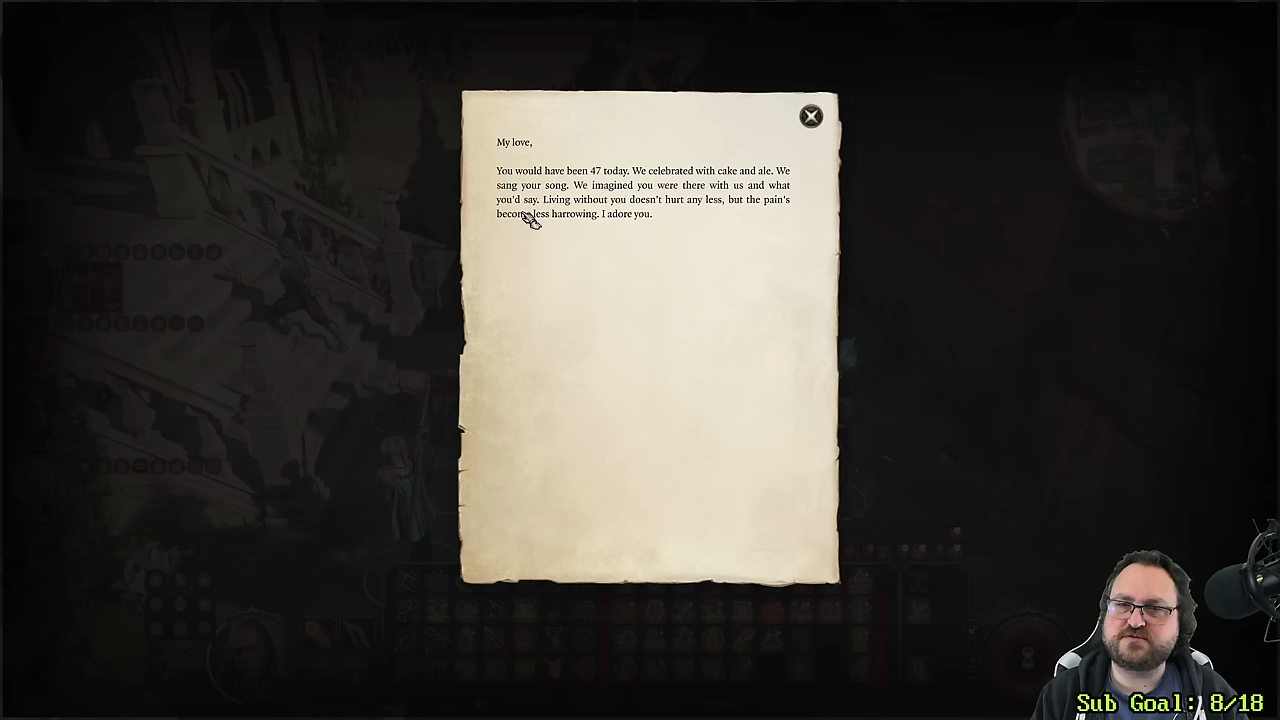 My love,
You would have been 47 today. We celebrated with cake and ale. We
sang your song. We imagined you were there with us and what
you'd say. Living without you doesn't hurt any less, but the pain's
less harrowing. I adore you.
Sub Goal: 8/18